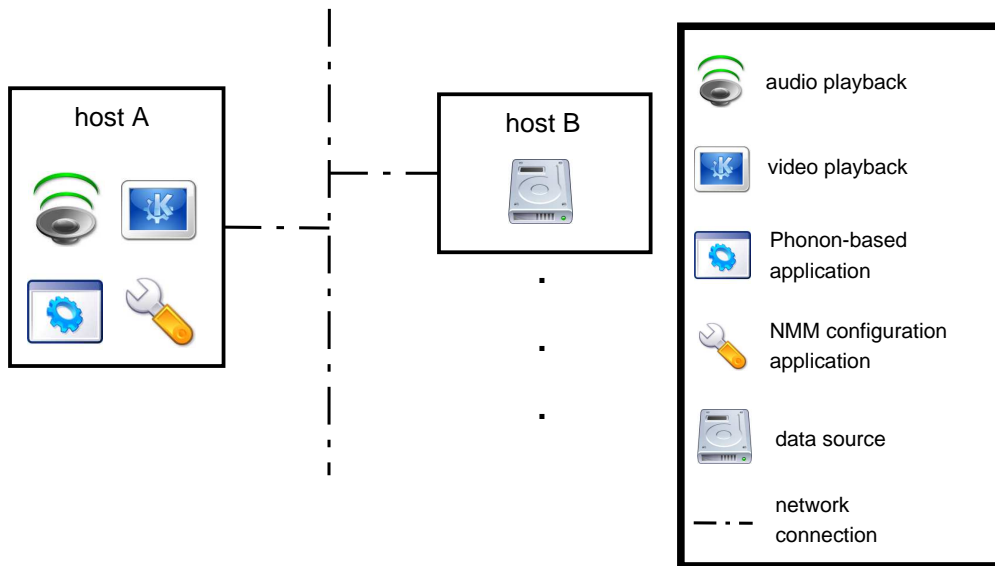 host A
host B
audio playback
video playback
Phonon-based
application
NMM configuration
application
data source
network
connection